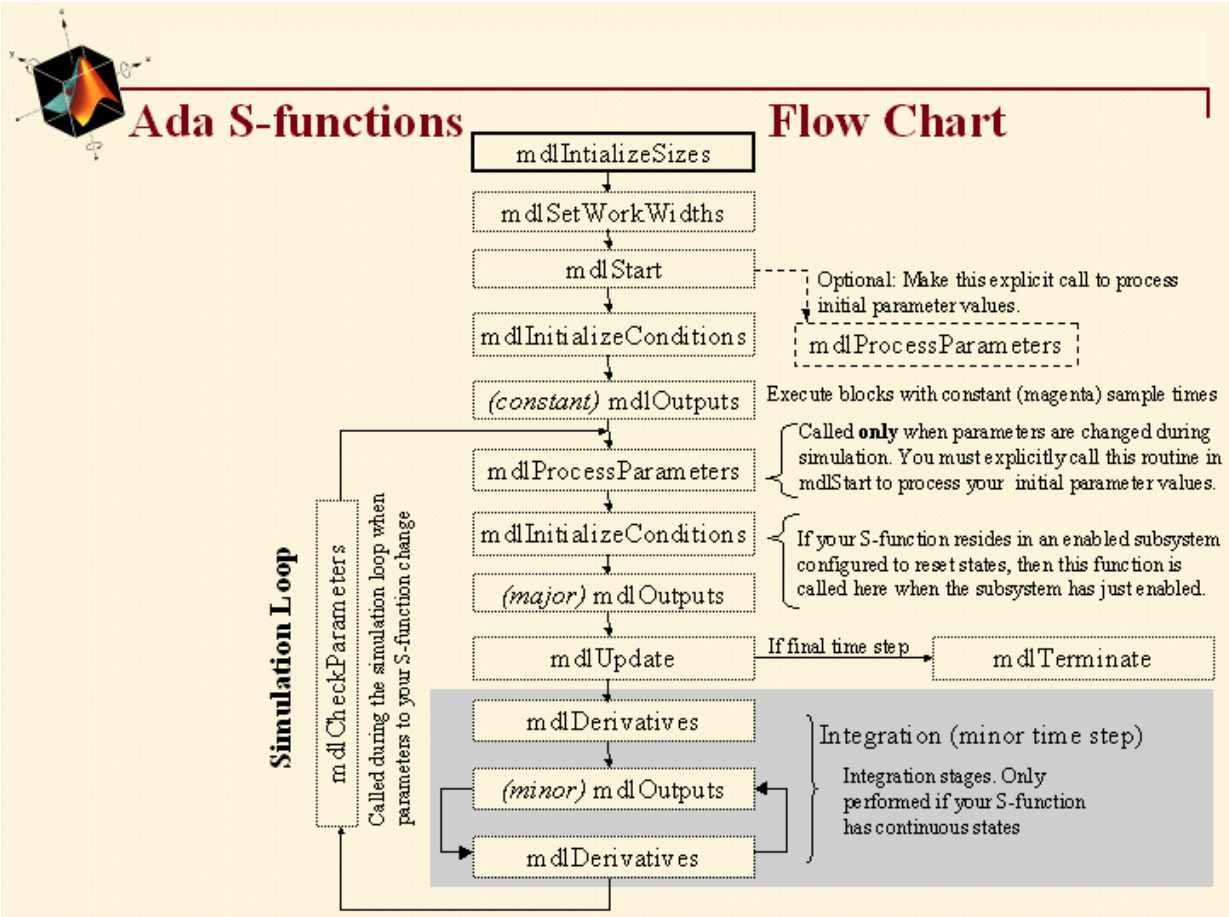 Ada S-functions Flow Chart
mdlIntializeSizes
mdlSetWorkWidths
mdlStart
Optional: Make this explicit call to process
initial parameter values.
mdlInitializeConditions
mdlProcessParameters
(constant) mdlOutputs
Execute blocks with constant (magenta) sample times
mdlProcessParameters
Called only when parameters are changed during
simulation. You must explicitly call this routine in
mdlStart to process your initial parameter values.
mdlInitializeConditions
If your S-function resides in an enabled subsystem
configured to reset states, then this function is
called here when the subsystem has just enabled.
(major) mdlOutputs
mdlUpdate
If final time step
mdlTerminate
Simulation Loop
mdlCheckParameters
Called during the simulation loop when
parameters to your S-function change
mdlDerivatives
Integration (minor time step)
(minor) mdlOutputs
Integration stages. Only
performed if your S-function
has continuous states
mdlDerivatives